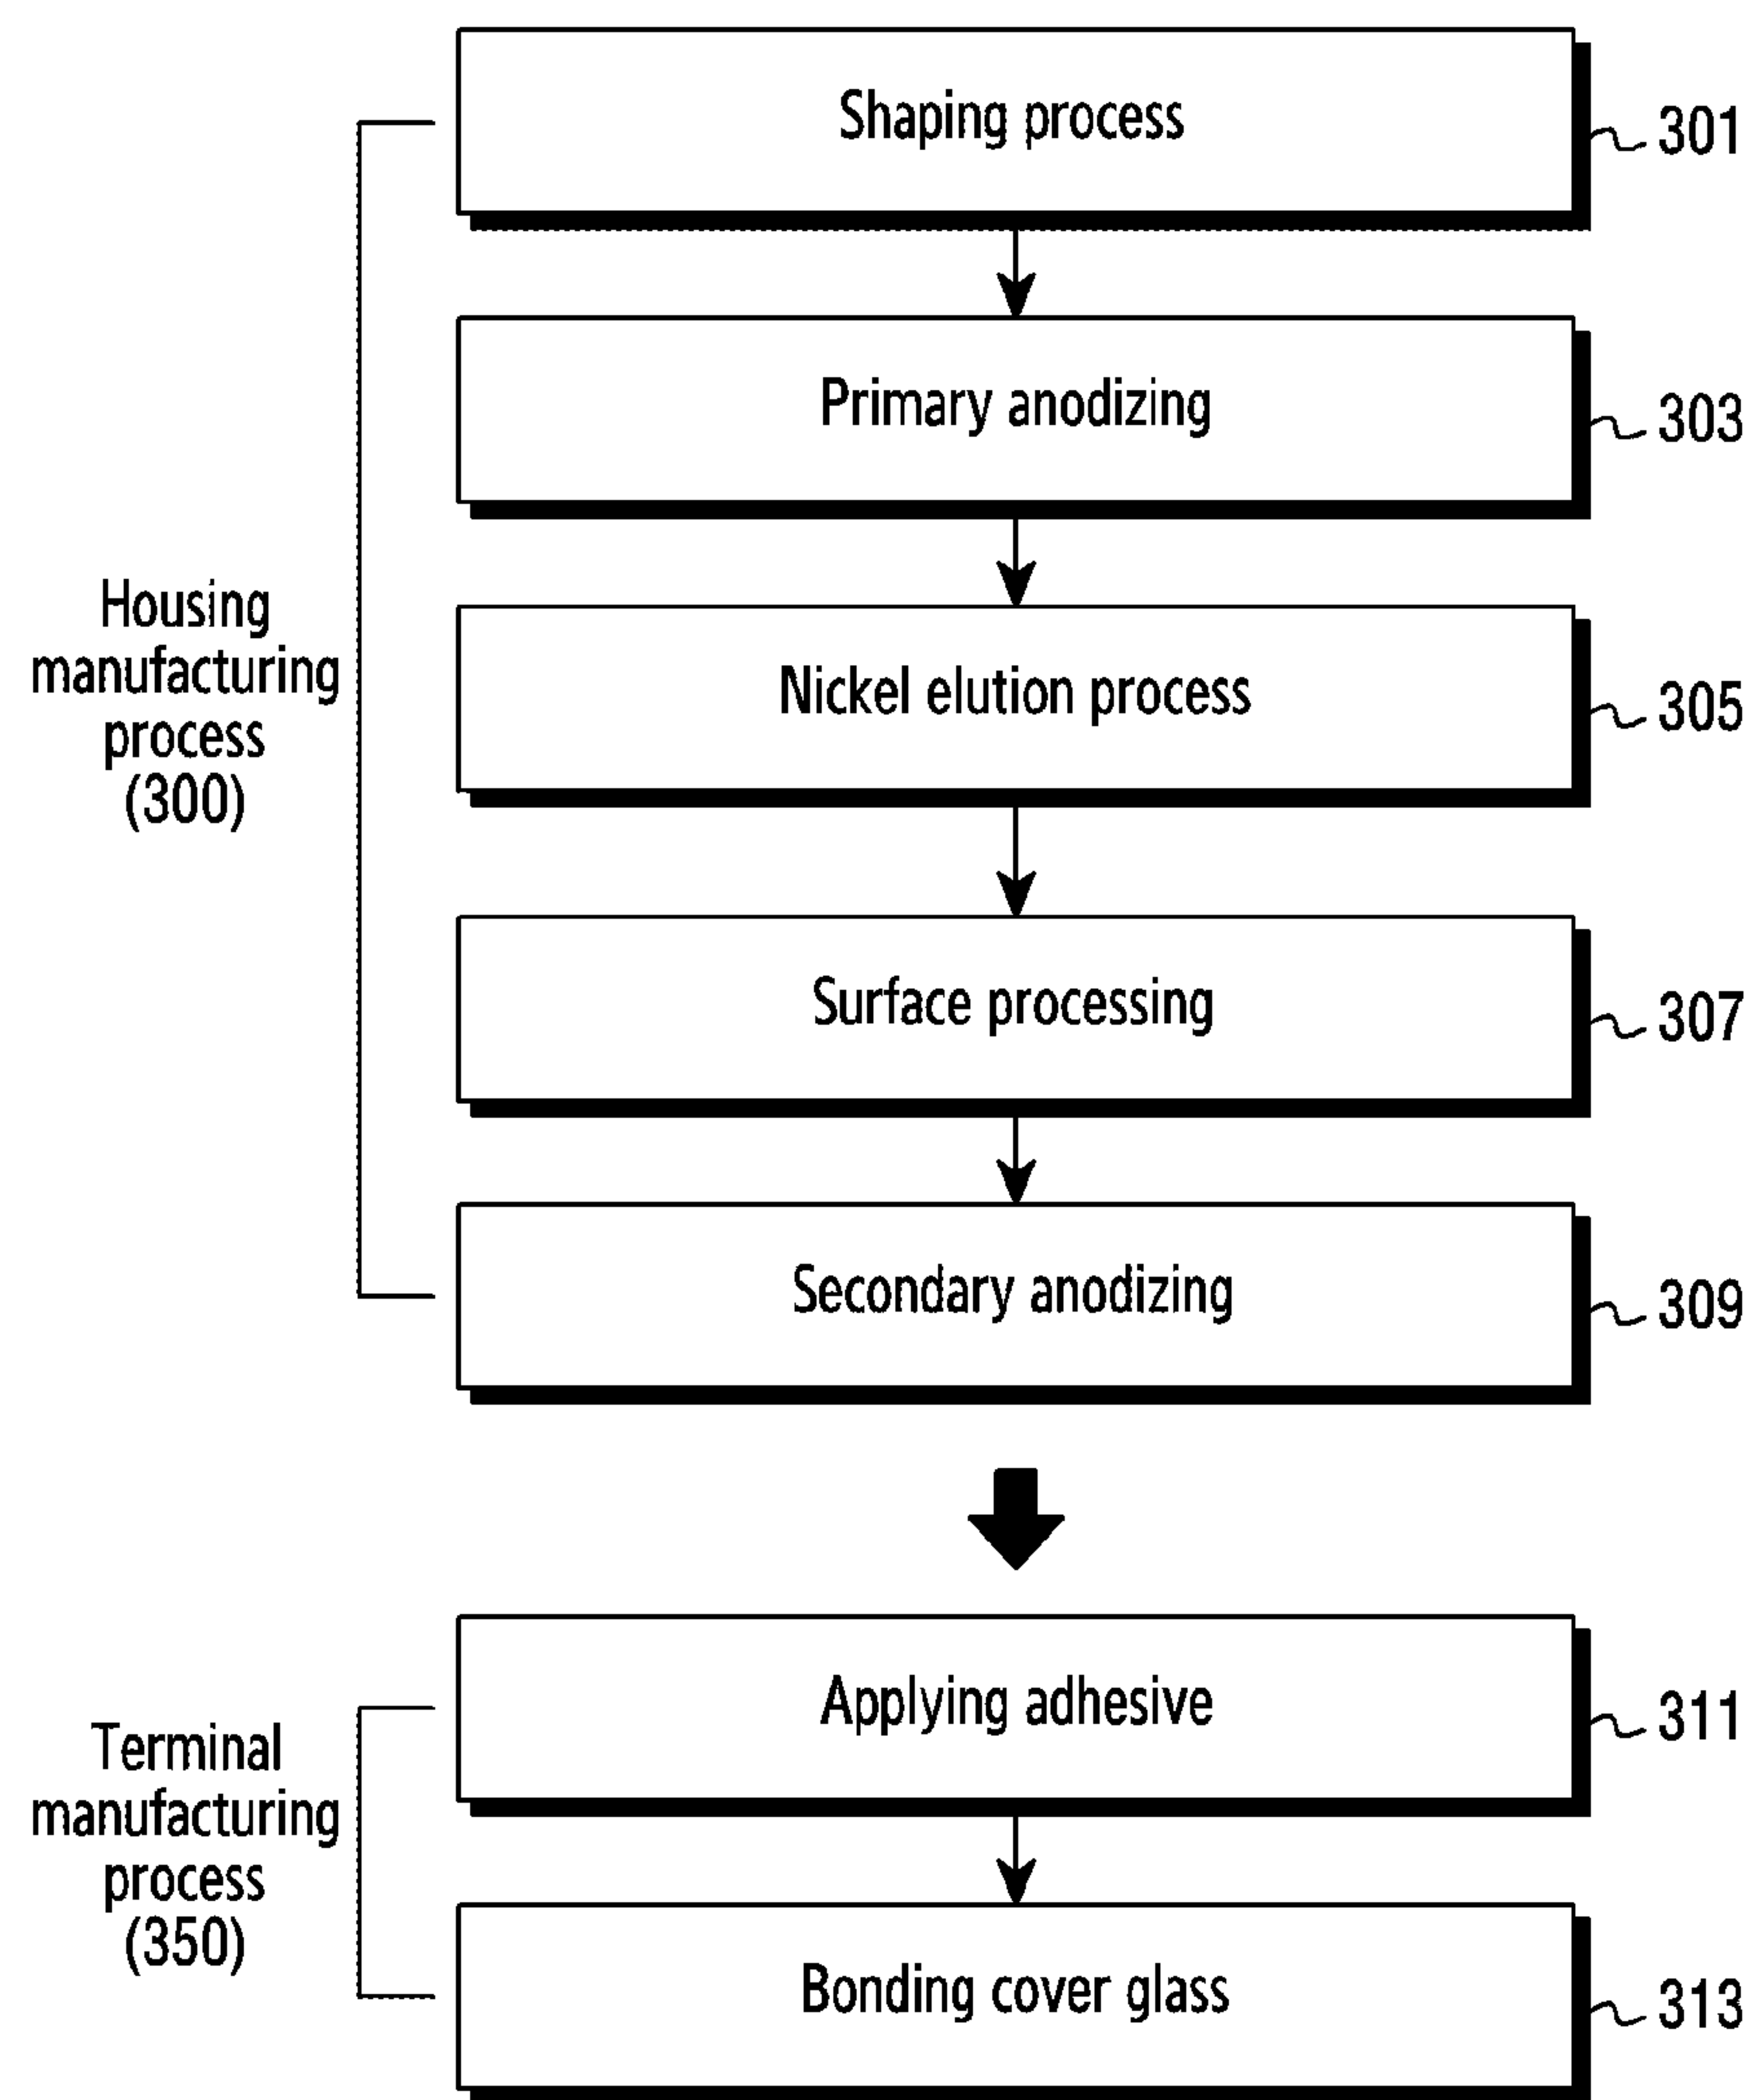 Shaping process
301
Primary anodizing
303
Housing
manufacturing
process
(300)
Nickel elution process
305
Surface processing
307
Secondary anodizing
309
Terminal
manufacturing
process
(350)
Applying adhesive
311
Bonding cover glass
313